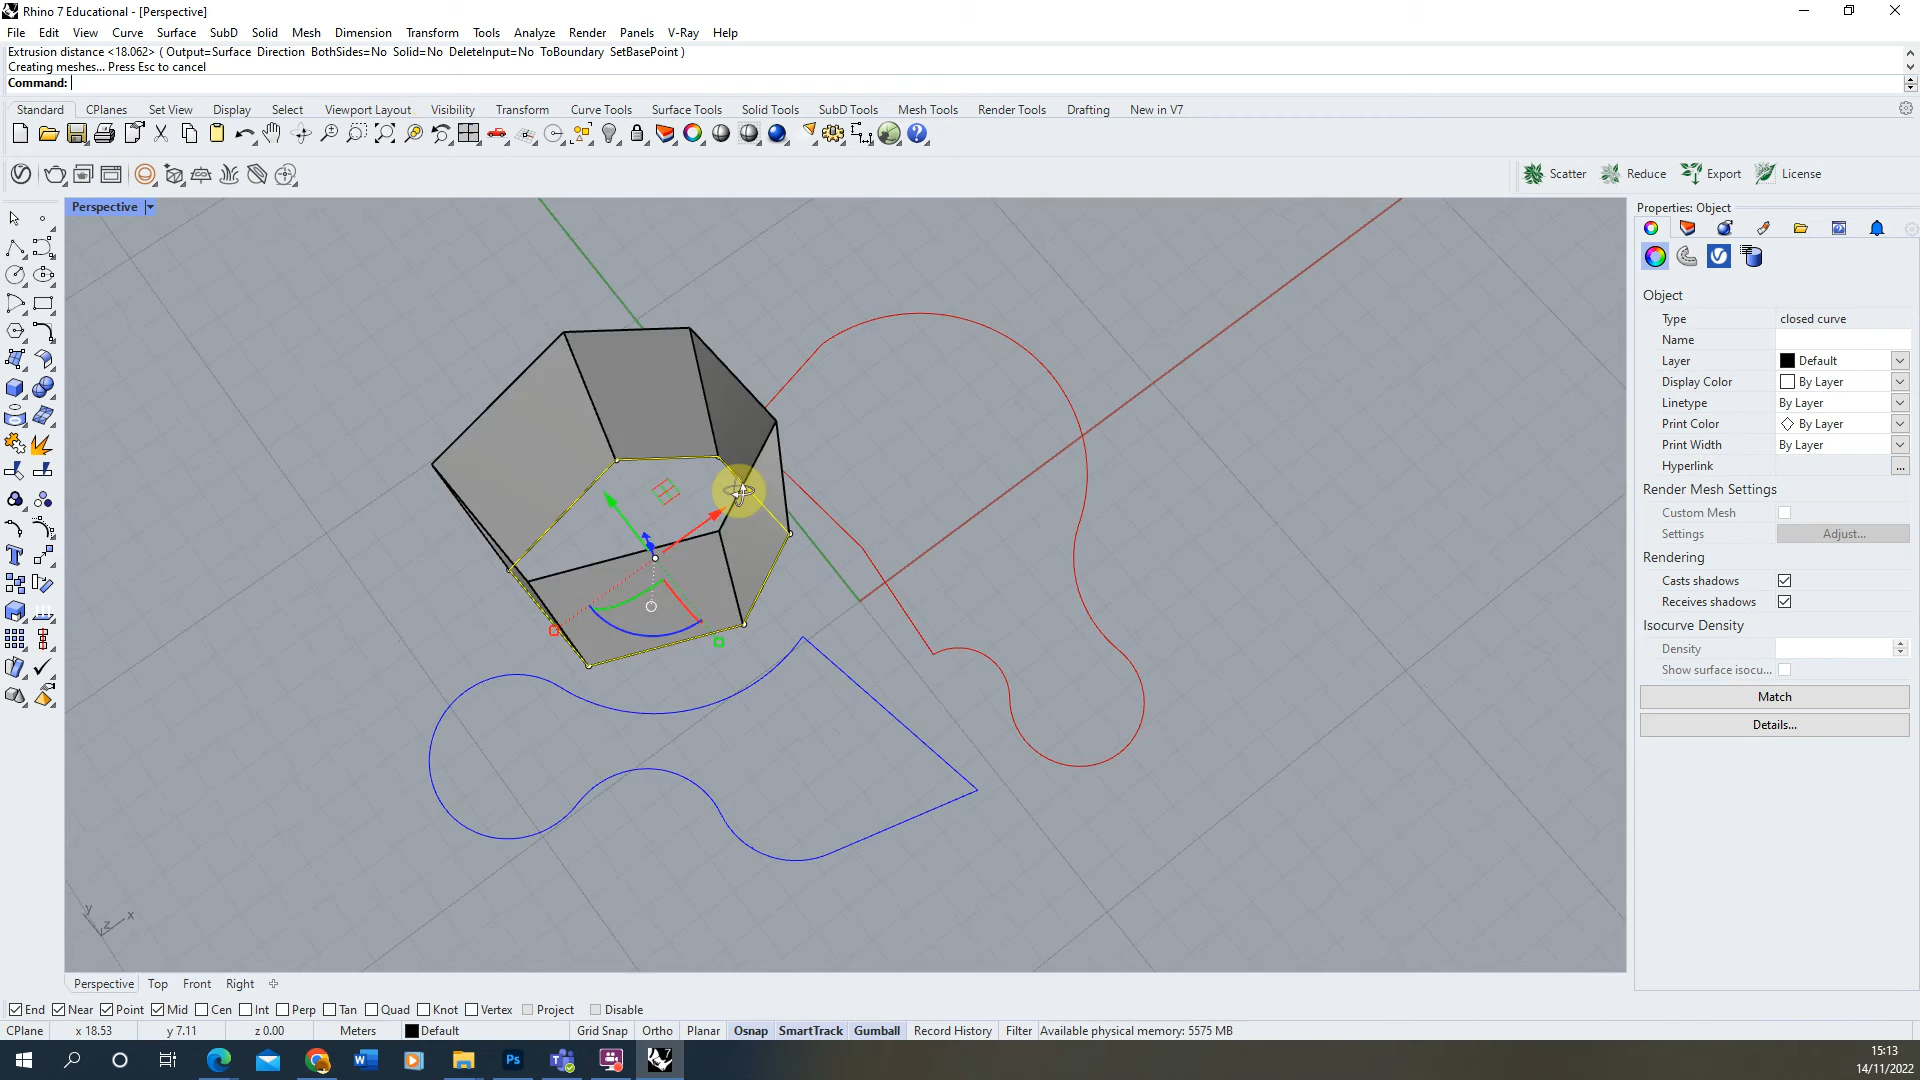 Rhino 7 Educational - [Perspective]
File Edit View Curve Surface SubD Solid Mesh Dimension Transform Tools Analyze Render Panels V-Ray Help
Extrusion distance <18.062> ( Output=Surface Direction BothSides=No Solid=No DeleteInput=No ToBoundary SetBasePoint )
Creating meshes... Press Esc to cancel
Command:
Standard CPlanes Set View Display Select Viewport Layout Visibility Transform Curve Tools Surface Tools Solid Tools SubD Tools Mesh Tools Render Tools Drafting New in V7
Scatter Reduce Export License
Perspective
Properties: Object
Object
Type closed curve
Name
Layer Default
Display Color By Layer
Linetype By Layer
Print Color By Layer
Print Width By Layer
Hyperlink ...
Render Mesh Settings
Custom Mesh
Settings Adjust...
Rendering
Casts shadows
Receives shadows
Isocurve Density
Density
Show surface isocu...
Match
Details...
y z x
Perspective Top Front Right
End Near Point Mid Cen Int Perp Tan Quad Knot Vertex Project Disable
CPlane x 18.53 y 7.11 z 0.00 Meters Default Grid Snap Ortho Planar Osnap SmartTrack Gumball Record History Filter Available physical memory: 5575 MB
Ps
15:13
14/11/2022